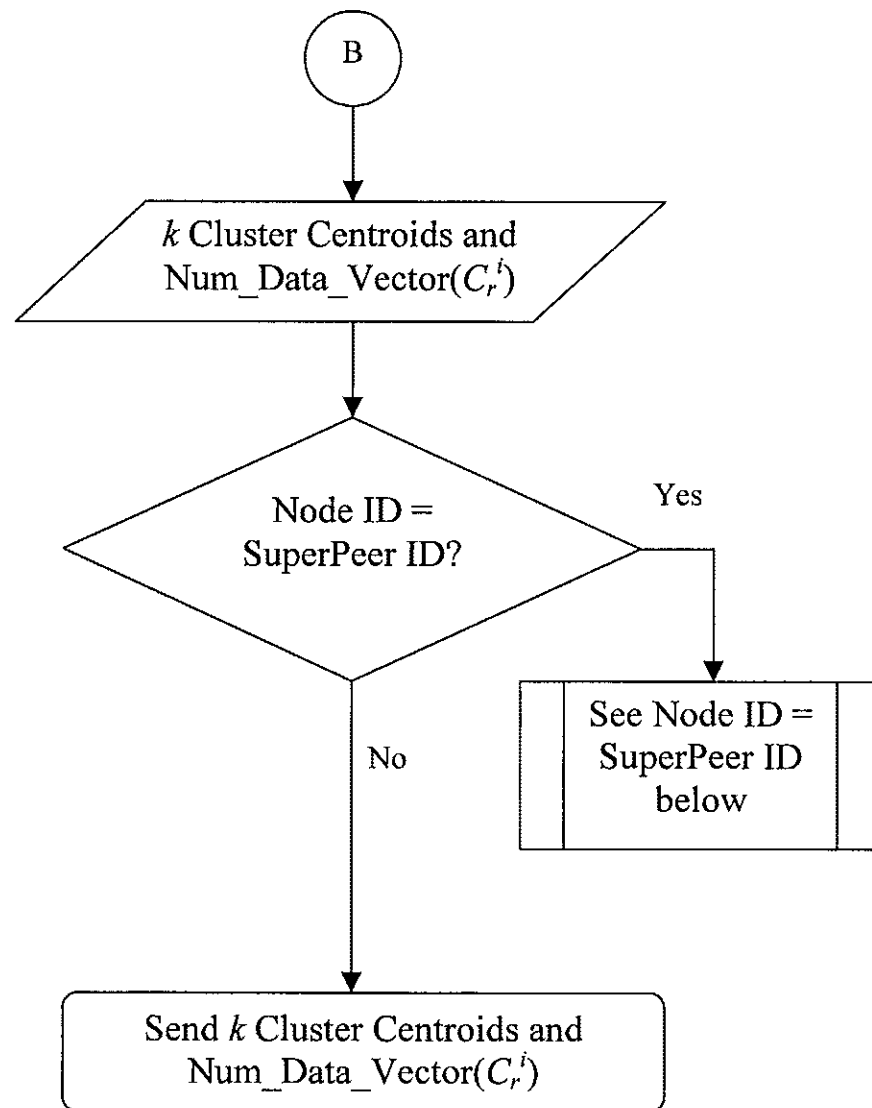 B
k Cluster Centroids and
Num_Data_Vector(C_r^i)
Node ID =
SuperPeer ID?
Yes
No
See Node ID =
SuperPeer ID
below
Send k Cluster Centroids and
Num_Data_Vector(C_r^i)